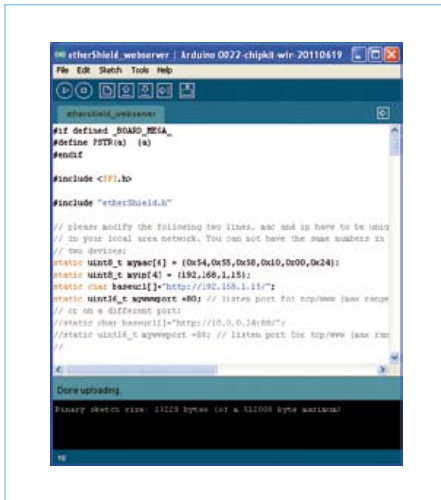 etherShield_webserver | Arduino 0022-chipkit-win-20110619
File Edit Sketch Tools Help
etherShield_webserver
#if defined _BOARD_MEGA_
#define PSTR(a) (a)
#endif
#include <SPI.h>
#include "etherShield.h"
// please modify the following two lines. mac and ip have to be uniq
// in your local area network. You can not have the same numbers in
// two devices:
static uint8_t mymac[6] = {0x54,0x55,0x58,0x10,0x00,0x24};
static uint8_t myip[4] = {192,168,1,15};
static char baseurl[]="http://192.168.1.15/";
static uint16_t mywwwport =80; // listen port for tcp/www (max range
// or on a different port:
//static char baseurl[]="http://10.0.0.24:88/";
//static uint16_t mywwwport =88; // listen port for tcp/www (max ran
//
Done uploading.
Binary sketch size: 13228 bytes (of a 512000 byte maximum)
18